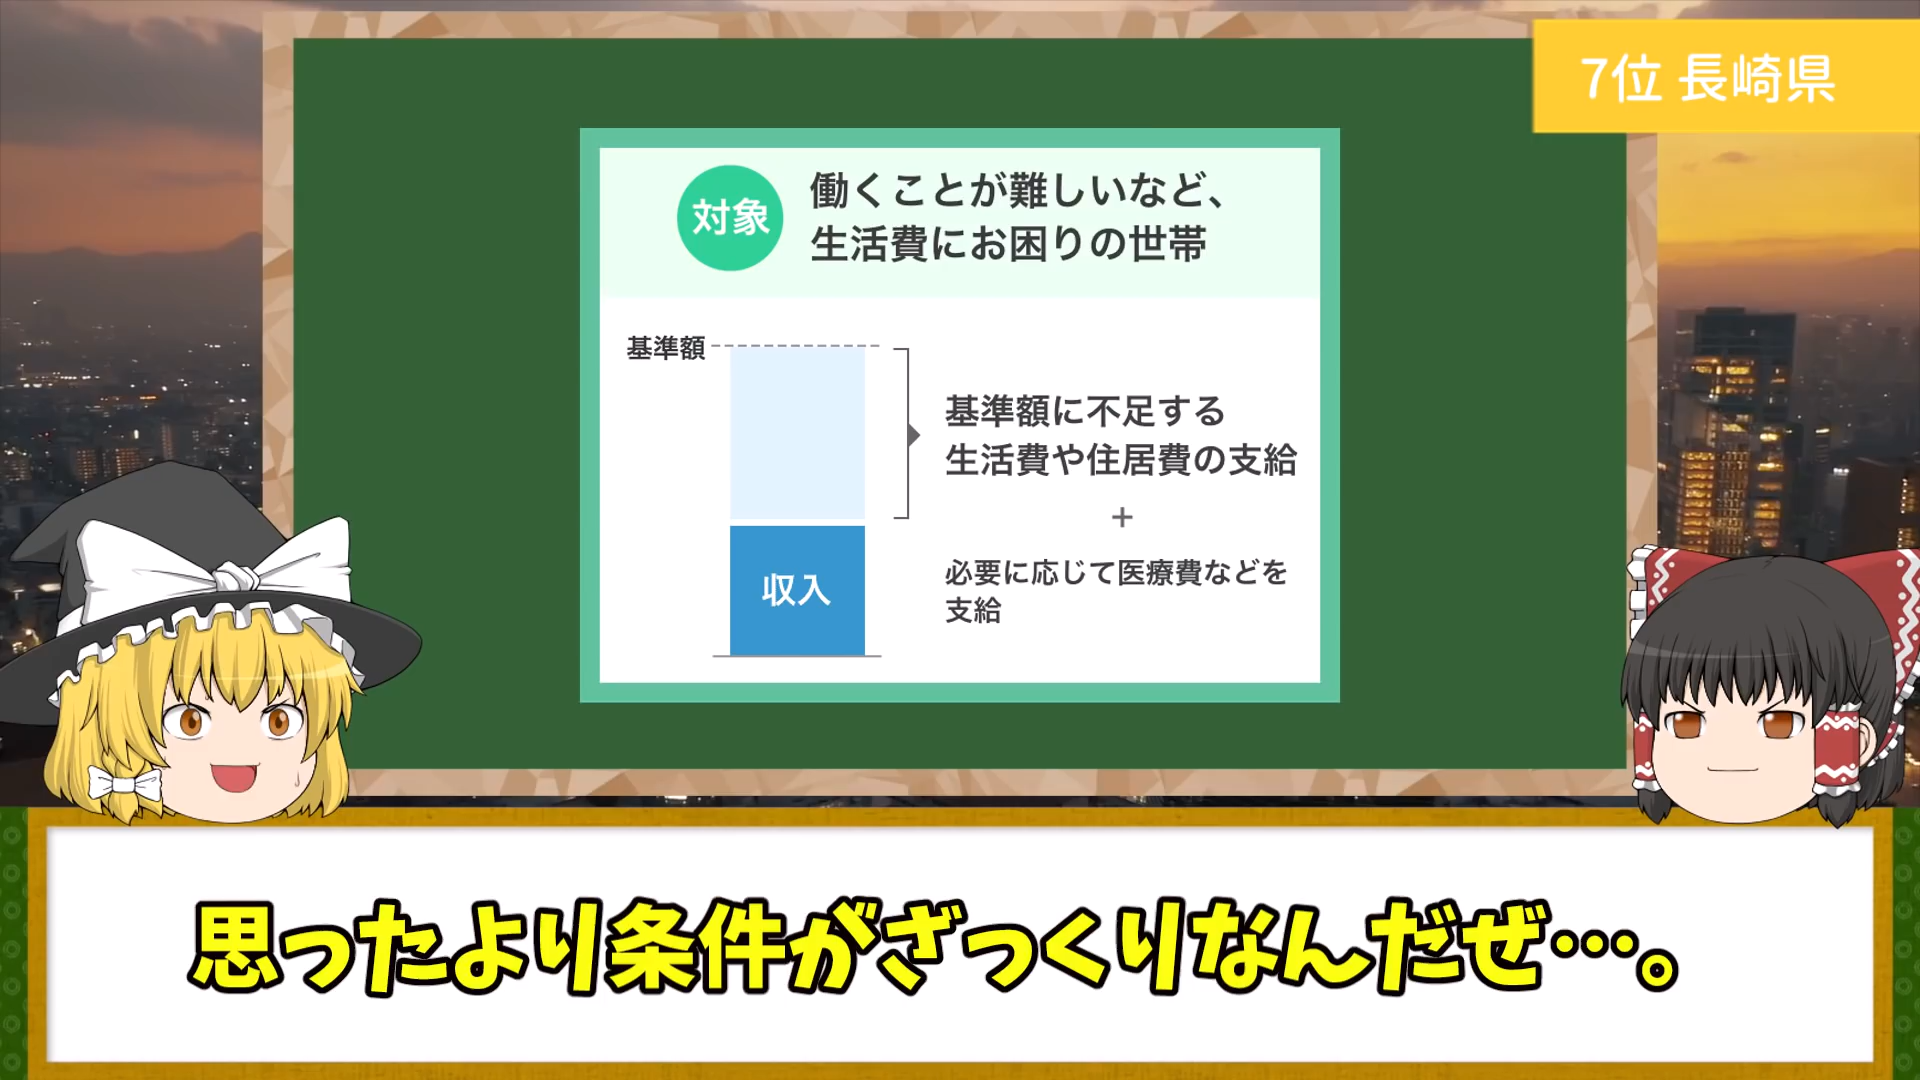 7位 長崎県
対象
働くことが難しいなど、
生活費にお困りの世帯
基準額
基準額に不足する
生活費や住居費の支給
+
必要に応じて医療費などを
支給
収入
思ったより条件がざっくりなんだぜ…。